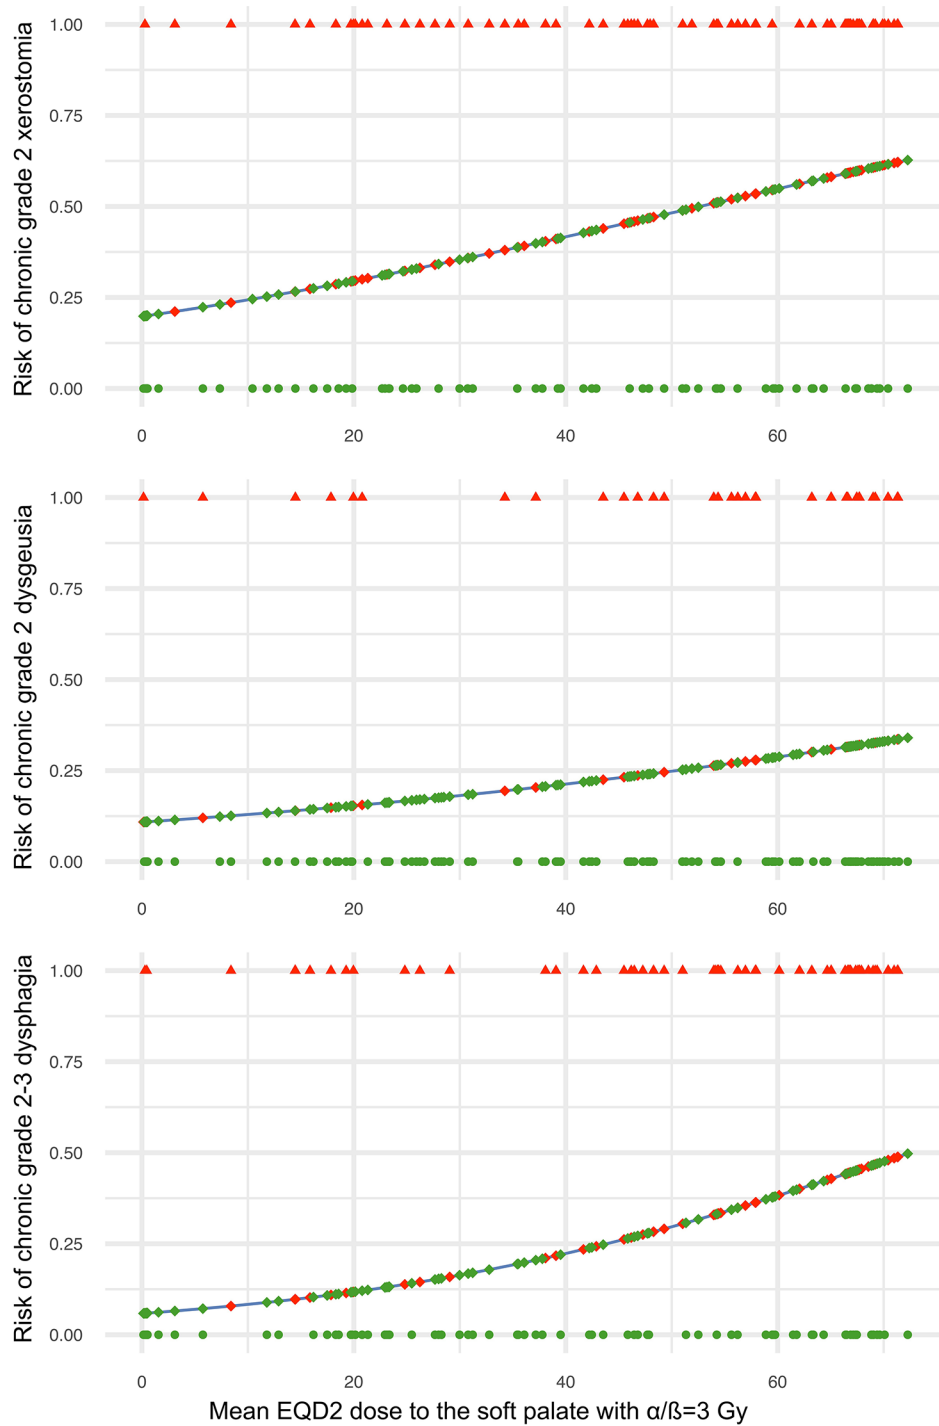 Risk of chronic grade 2 xerostomia
1.00
0.75
0.50
0.25
0.00
0 20 40 60
Risk of chronic grade 2 dysgeusia
1.00
0.75
0.50
0.25
0.00
0 20 40 60
Risk of chronic grade 2-3 dysphagia
1.00
0.75
0.50
0.25
0.00
0 20 40 60
Mean EQD2 dose to the soft palate with α/ß=3 Gy